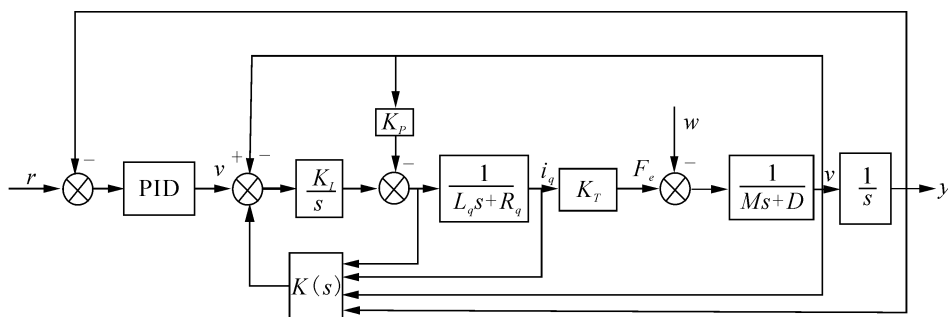 r
−
PID
v
+
−
K_I
s
K_P
−
1
L_q s+R_q
i_q
K_T
F_e
w
−
1
Ms+D
v
1
s
y
K(s)